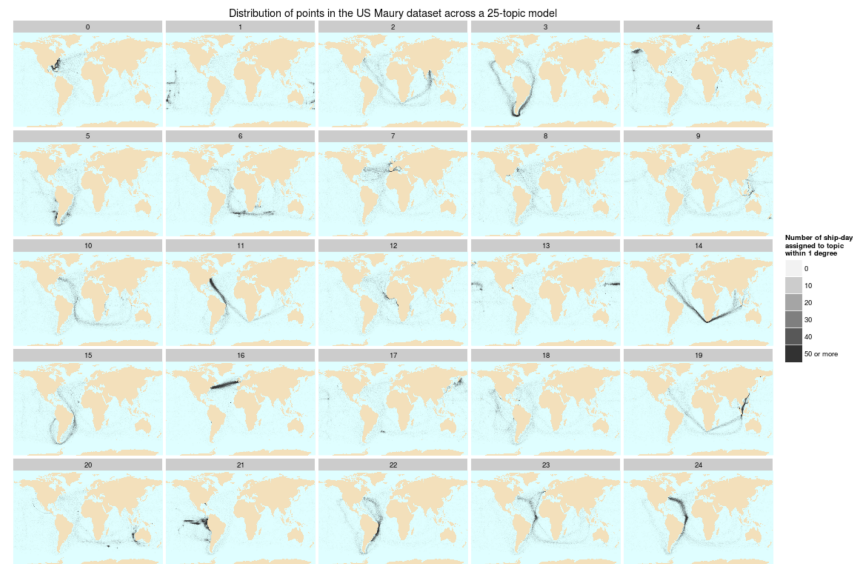 Distribution of points in the US Maury dataset across a 25-topic model
0 1 2 3 4
5 6 7 8 9
10 11 12 13 14
15 16 17 18 19
20 21 22 23 24
Number of ship-day
assigned to topic
within 1 degree
0
10
20
30
40
50 or more